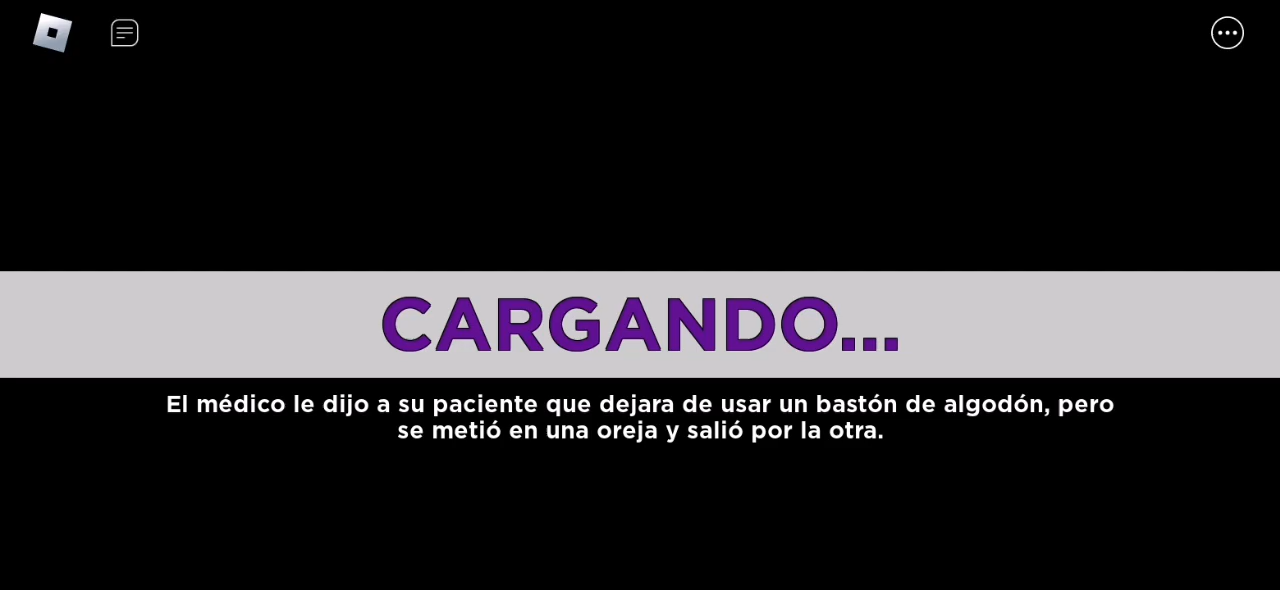 CARGANDO...
El médico le dijo a su paciente que dejara de usar un bastón de algodón, pero
se metió en una oreja y salió por la otra.